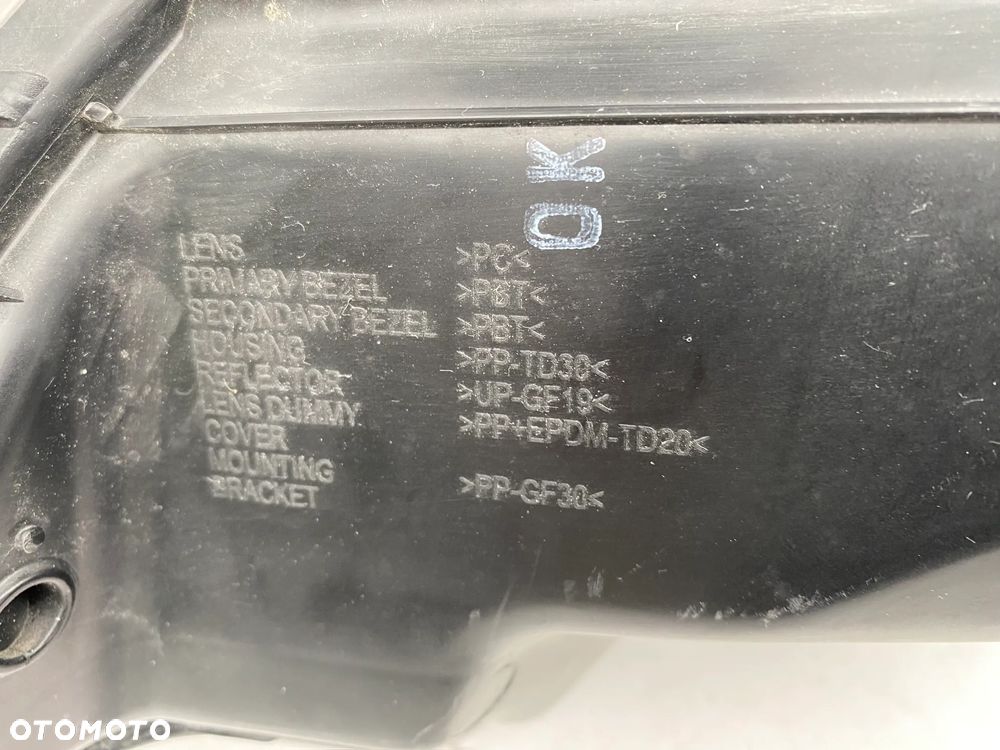 OK
LENS >PC<
PRIMARY BEZEL >PBT<
SECONDARY BEZEL >PBT<
HOUSING >PP-TD30<
REFLECTOR >UP-GF19<
LENS DUMMY >PP+EPDM-TD20<
COVER
MOUNTING
BRACKET >PP-GF30<
OTOMOTO